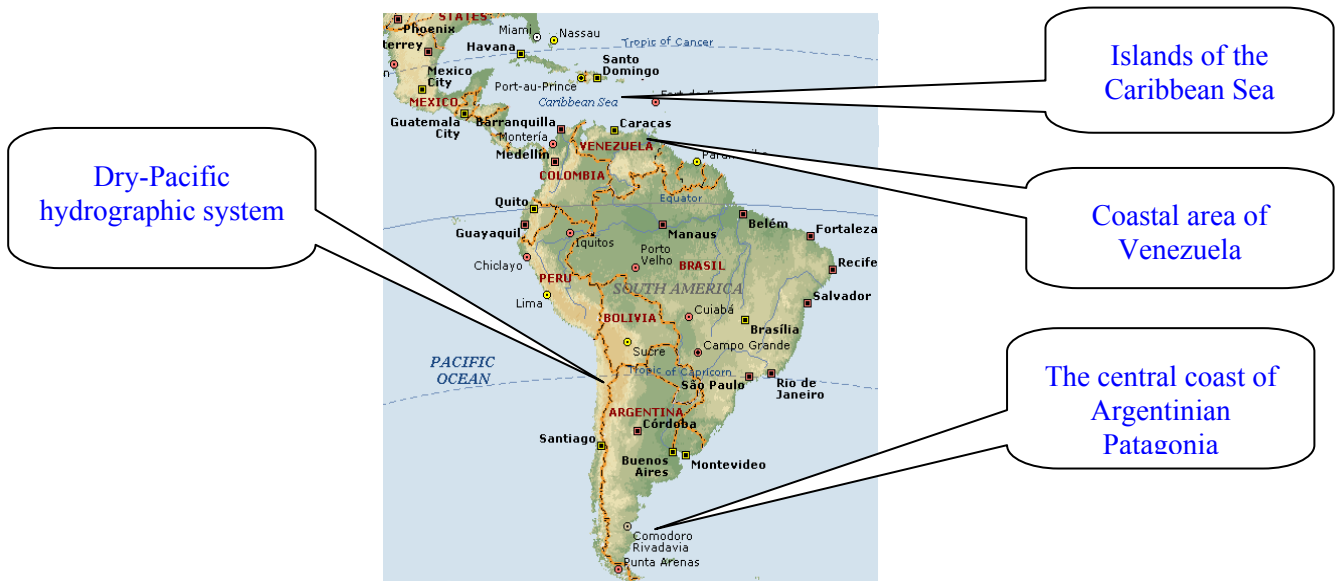 STATES
Phoenix
Miami
Nassau
terrey
Havana
Tropic of Cancer
Islands of the
Caribbean Sea
Santo
Domingo
Mexico
City
Port-au-Prince
MEXICO
Caribbean Sea
Guatemala
City
Barranquilla
Caracas
Montería
VENEZUELA
Medellín
COLOMBIA
Dry-Pacific
hydrographic system
Coastal area of
Venezuela
Quito
Equator
Guayaquil
Manaus
Belém
Fortaleza
Iquitos
Chiclayo
Porto
Velho
BRASIL
Recife
PERU
SOUTH AMERICA
Lima
Salvador
BOLIVIA
Cuiabá
Brasília
Sucre
Campo Grande
PACIFIC
OCEAN
Tropic of Capricorn
São Paulo
Rio de
Janeiro
The central coast of
Argentinian
Patagonia
ARGENTINA
Córdoba
Santiago
Buenos
Aires
Montevideo
Comodoro
Rivadavia
Punta Arenas